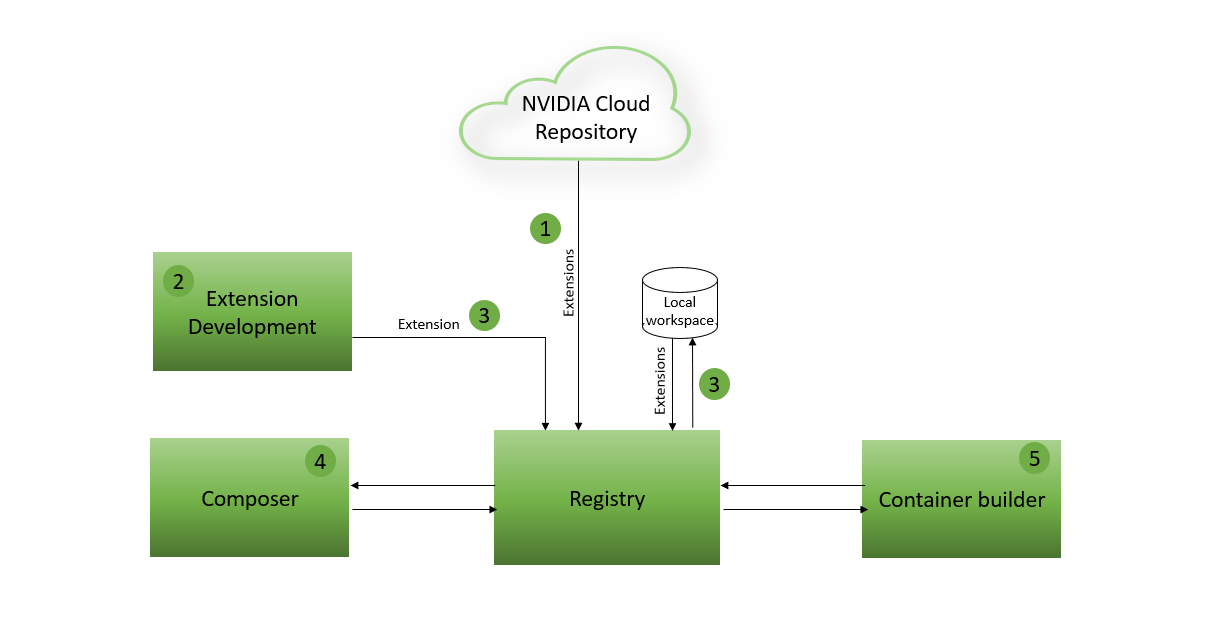 NVIDIA Cloud
Repository
1
Extensions
2
Extension
Development
Extension
3
Local
workspace
Extensions
3
4
Composer
Registry
5
Container builder